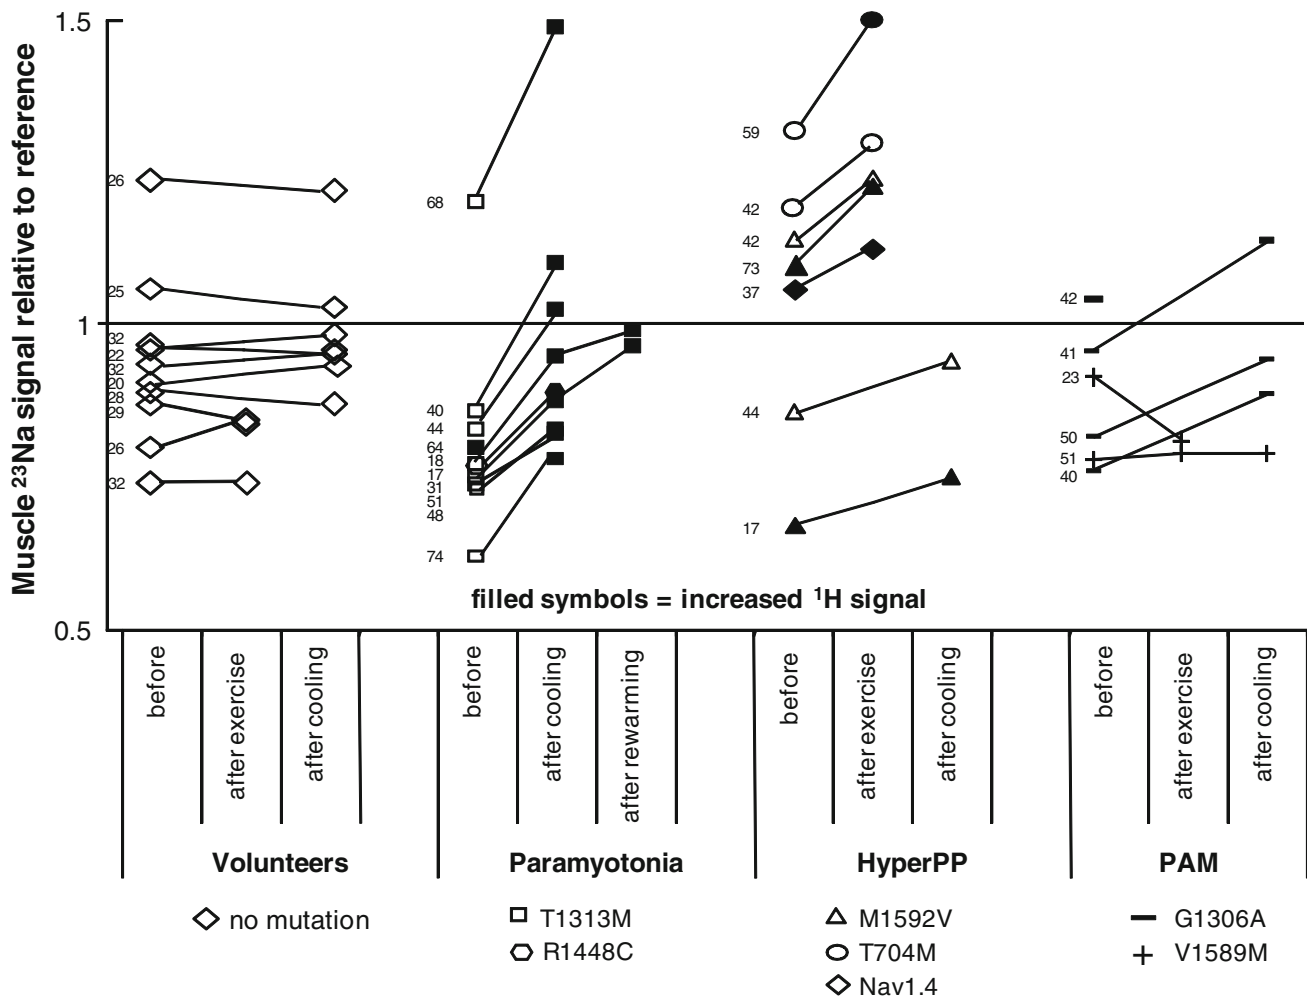 Muscle ²³Na signal relative to reference
1.5
1
0.5
26
25
32
22
32
20
28
29
26
32
68
40
44
64
18
17
31
51
48
74
59
42
42
73
37
44
17
42
41
23
50
51
40
filled symbols = increased ¹H signal
before
after exercise
after cooling
before
after cooling
after rewarming
before
after exercise
after cooling
before
after exercise
after cooling
Volunteers
Paramyotonia
HyperPP
PAM
no mutation
T1313M
R1448C
M1592V
T704M
Nav1.4
G1306A
V1589M